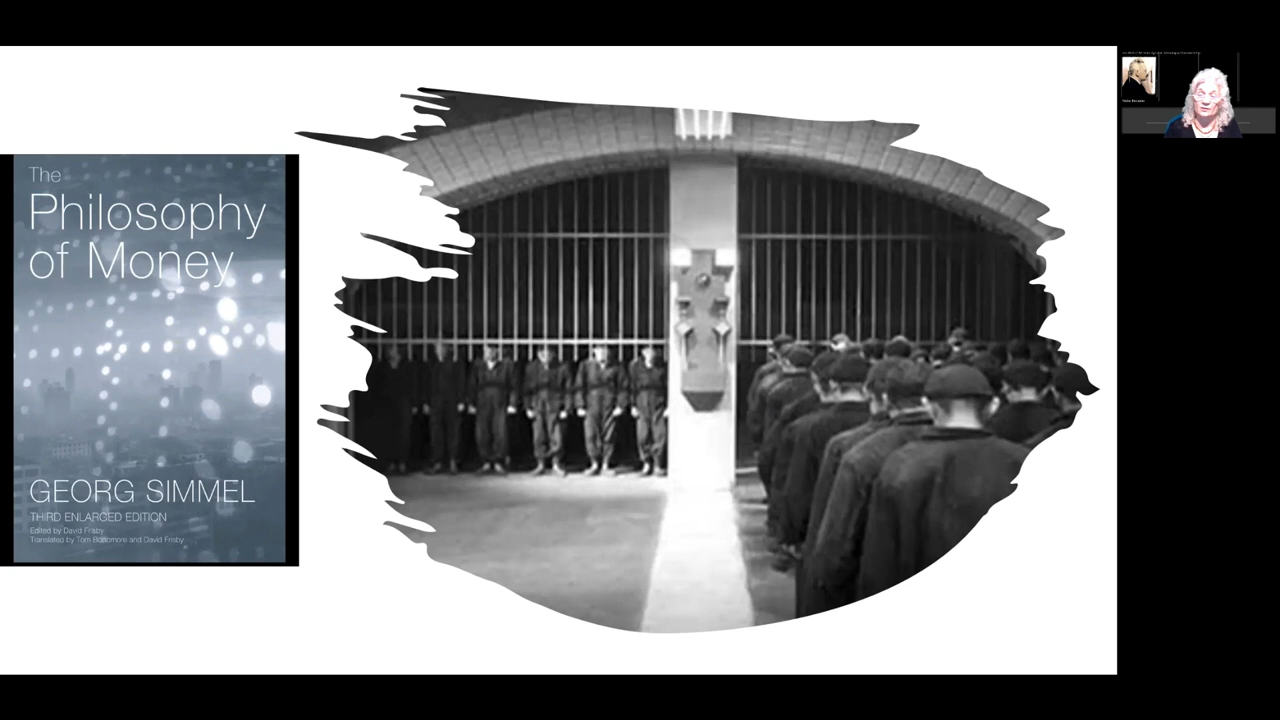 The
Philosophy
of Money
GEORG SIMMEL
THIRD ENLARGED EDITION
Edited by David Frisby
Translated by Tom Bottomore and David Frisby